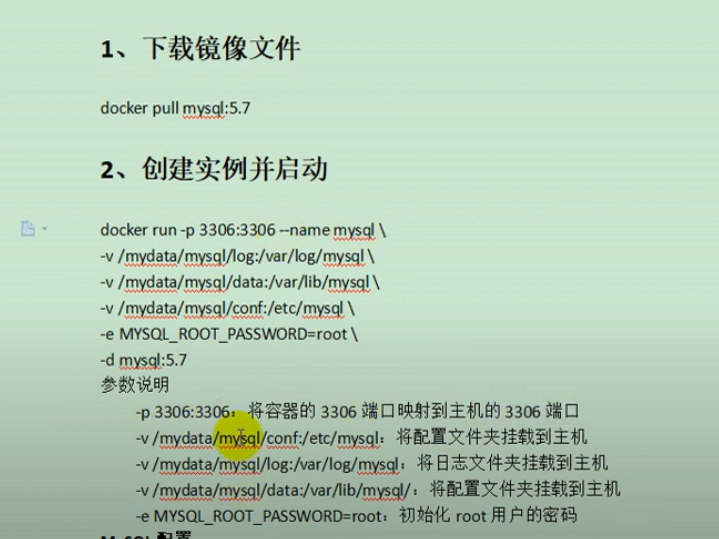 1、下载镜像文件
docker pull mysql:5.7
2、创建实例并启动
docker run -p 3306:3306 --name mysql \
-v /mydata/mysql/log:/var/log/mysql \
-v /mydata/mysql/data:/var/lib/mysql \
-v /mydata/mysql/conf:/etc/mysql \
-e MYSQL_ROOT_PASSWORD=root \
-d mysql:5.7
参数说明
-p 3306:3306：将容器的 3306 端口映射到主机的 3306 端口
-v /mydata/mysql/conf:/etc/mysql：将配置文件夹挂载到主机
-v /mydata/mysql/log:/var/log/mysql：将日志文件夹挂载到主机
-v /mydata/mysql/data:/var/lib/mysql/：将配置文件夹挂载到主机
-e MYSQL_ROOT_PASSWORD=root：初始化 root 用户的密码
MySQL 配置